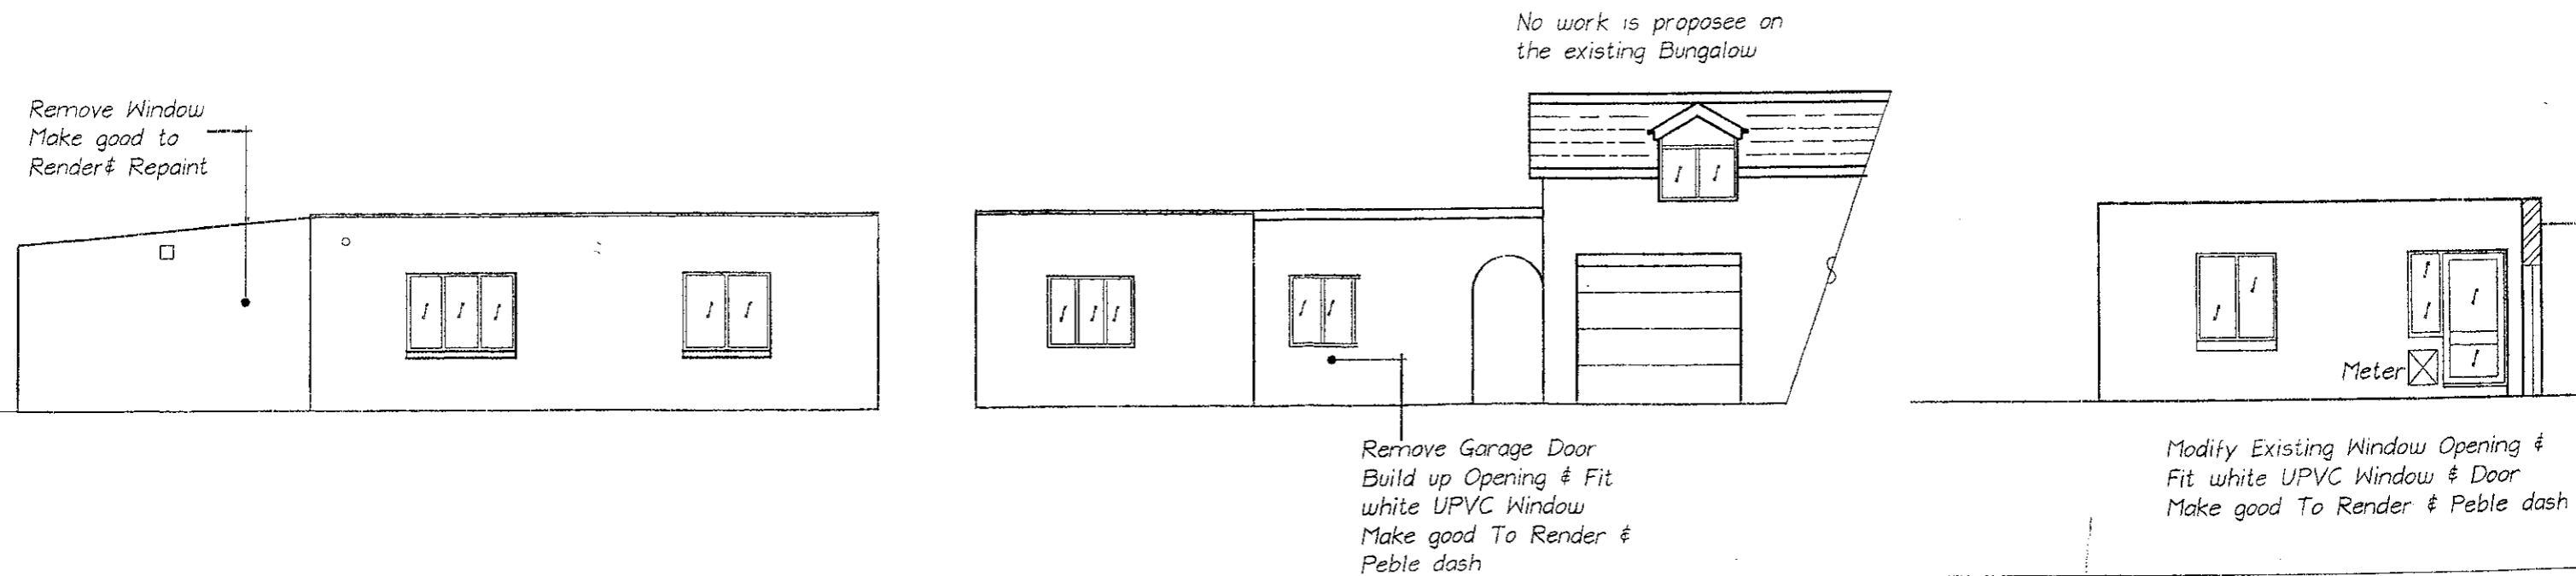 No work is proposee on
the existing Bungalow
Remove Window
Make good to
Render& Repaint
Meter
Remove Garage Door
Build up Opening & Fit
white UPVC Window
Make good To Render &
Peble dash
Modify Existing Window Opening &
Fit white UPVC Window & Door
Make good To Render & Peble dash